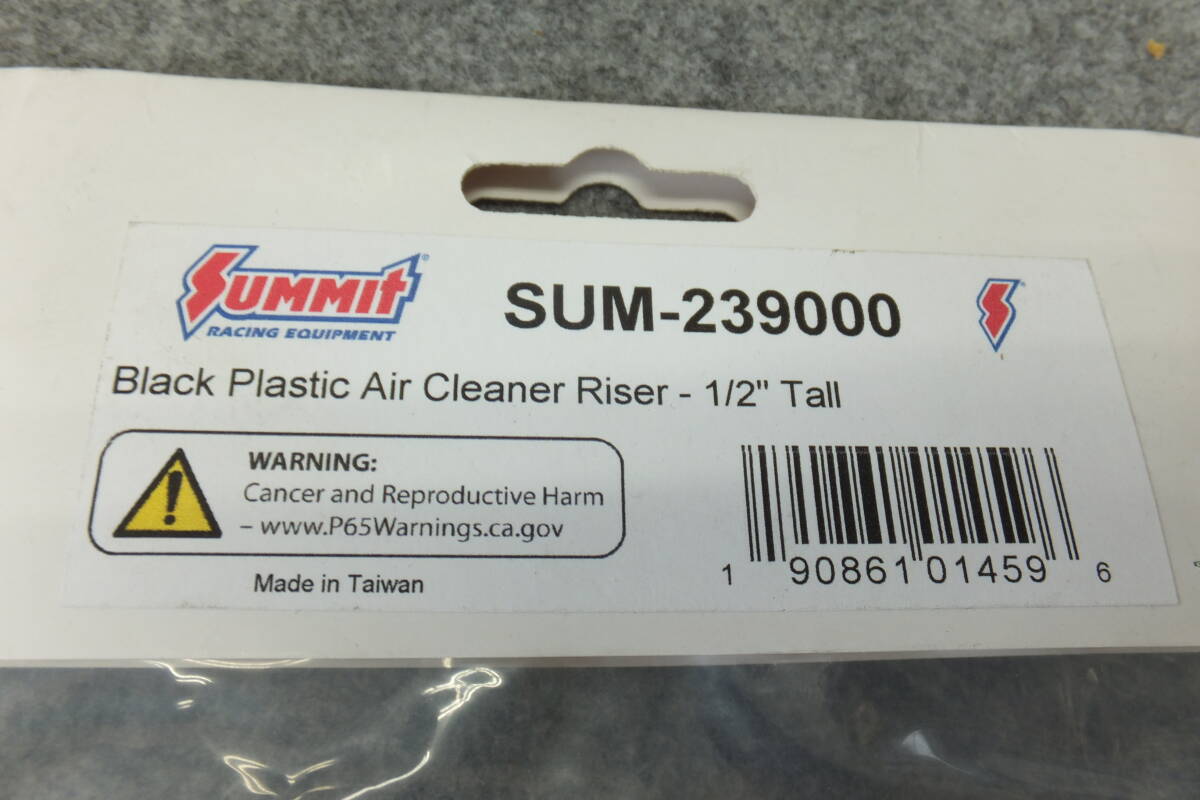 SUMMIT®
RACING EQUIPMENT
SUM-239000
S®
Black Plastic Air Cleaner Riser - 1/2" Tall
WARNING:
Cancer and Reproductive Harm
– www.P65Warnings.ca.gov
Made in Taiwan
1 90861 01459 6